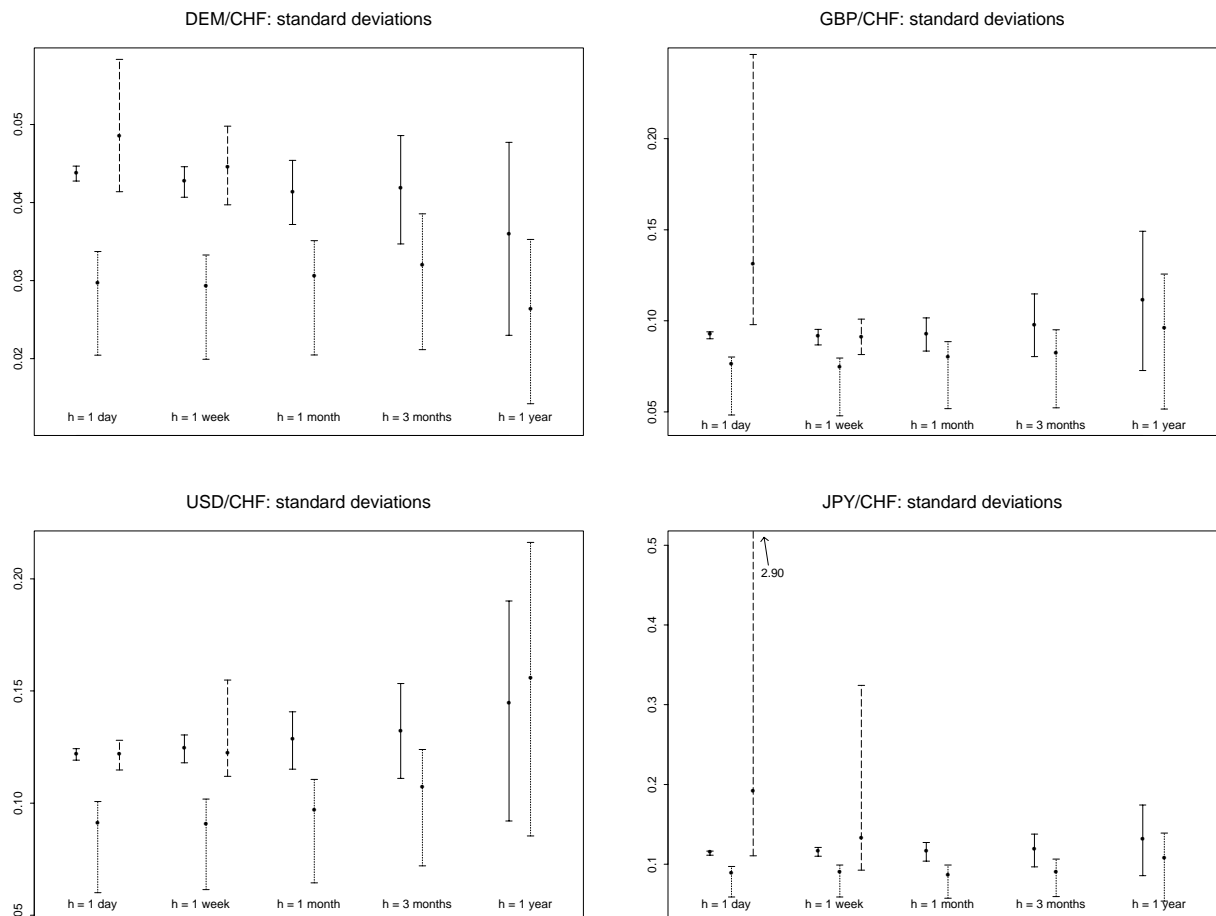 DEM/CHF: standard deviations
0.05
0.04
0.03
0.02
h = 1 day
h = 1 week
h = 1 month
h = 3 months
h = 1 year
GBP/CHF: standard deviations
0.20
0.15
0.10
0.05
h = 1 day
h = 1 week
h = 1 month
h = 3 months
h = 1 year
USD/CHF: standard deviations
0.20
0.15
0.10
05
h = 1 day
h = 1 week
h = 1 month
h = 3 months
h = 1 year
JPY/CHF: standard deviations
2.90
0.5
0.4
0.3
0.2
0.1
h = 1 day
h = 1 week
h = 1 month
h = 3 months
h = 1 year